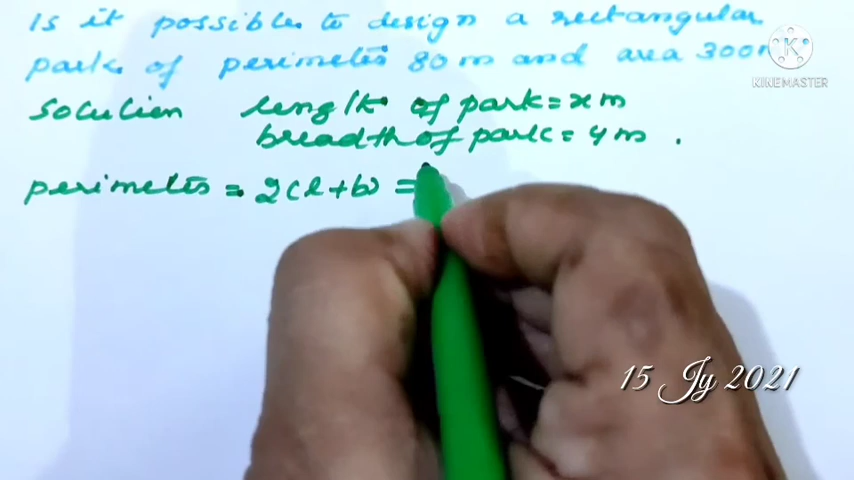 Is it possible to design a rectangular
park of perimeter 80 m and area 300
Solution length of park = x m
breadth of park = y m .
perimeter = 2(l+b) =
KINEMASTER
15 Jy 2021